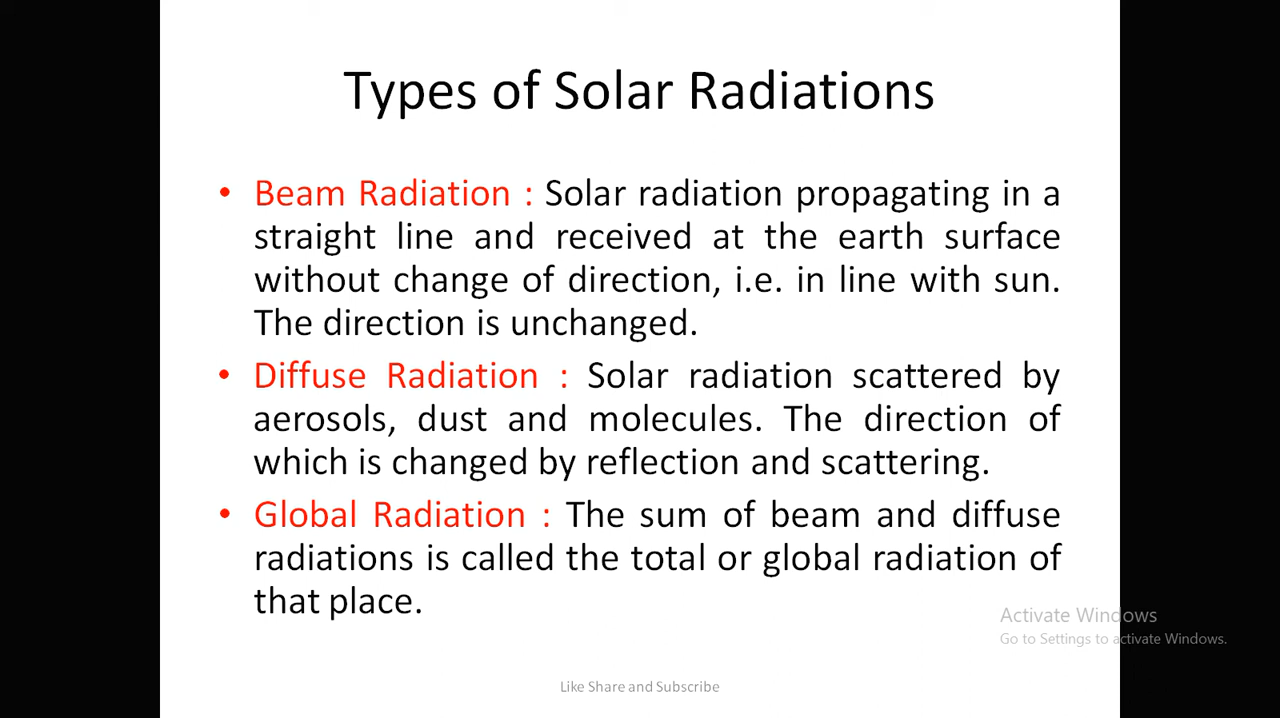 Types of Solar Radiations
• Beam Radiation : Solar radiation propagating in a
straight line and received at the earth surface
without change of direction, i.e. in line with sun.
The direction is unchanged.
• Diffuse Radiation : Solar radiation scattered by
aerosols, dust and molecules. The direction of
which is changed by reflection and scattering.
• Global Radiation : The sum of beam and diffuse
radiations is called the total or global radiation of
that place.
Activate Windows
Go to Settings to activate Windows.
Like Share and Subscribe